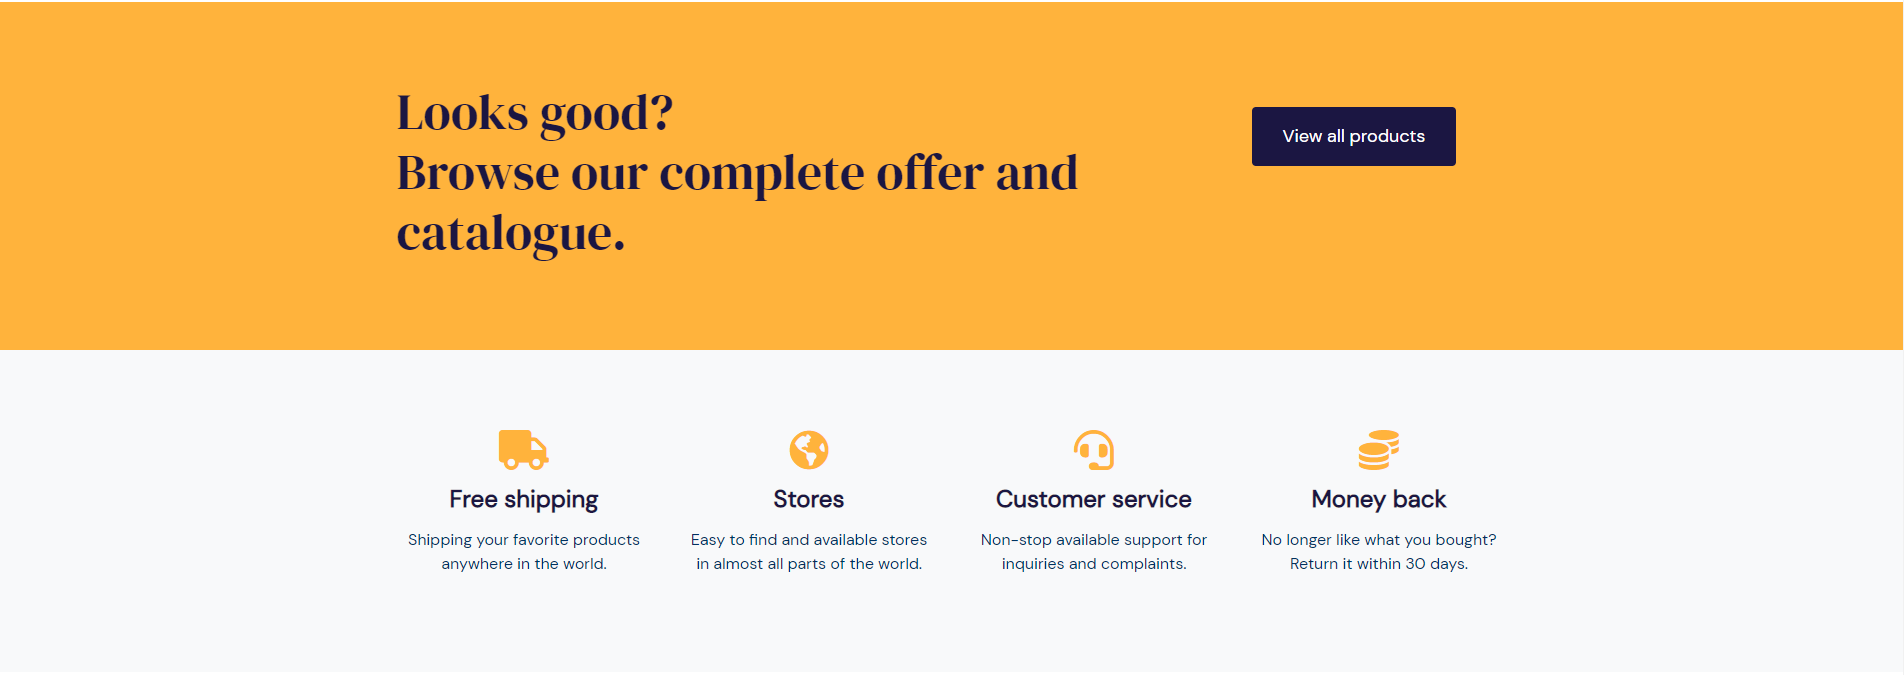 Looks good?
Browse our complete offer and
catalogue.
View all products
Free shipping
Shipping your favorite products
anywhere in the world.
Stores
Easy to find and available stores
in almost all parts of the world.
Customer service
Non-stop available support for
inquiries and complaints.
Money back
No longer like what you bought?
Return it within 30 days.